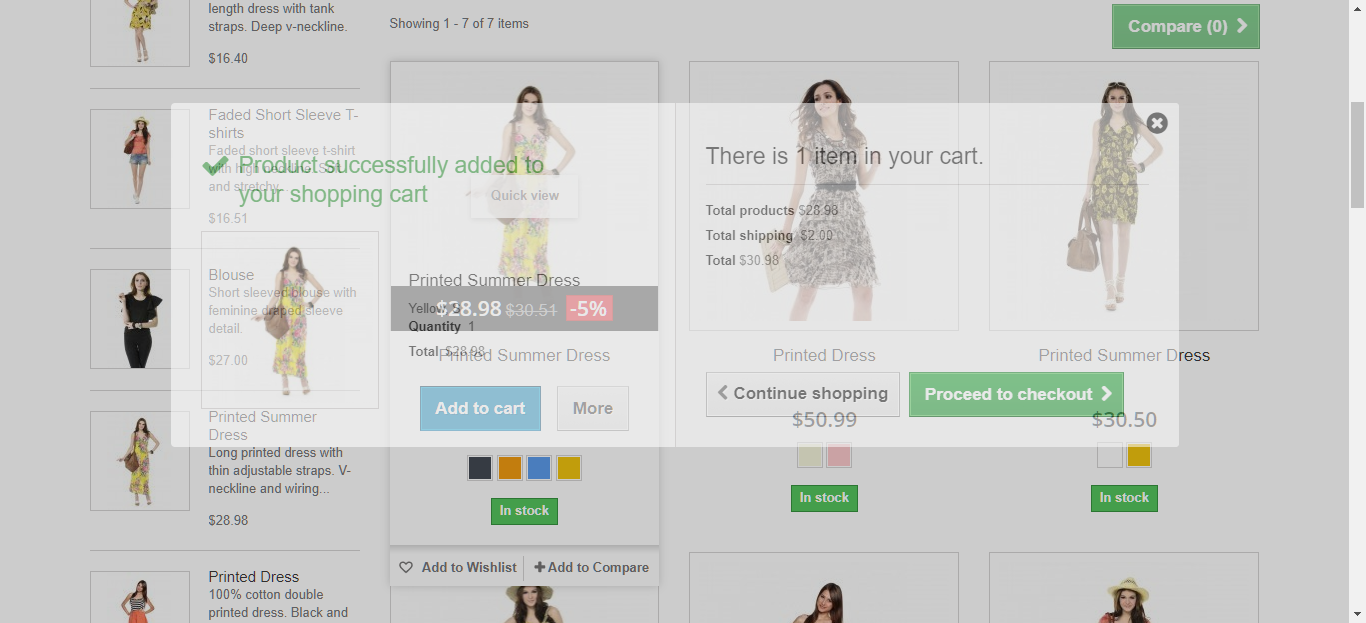 length dress with tank
straps. Deep v-neckline.
$16.40
Faded Short Sleeve T-
shirts
Faded short sleeve t-shirt
with high neckline. Soft
and stretchy...
$16.51
Blouse
Short sleeved blouse with
feminine draped sleeve
detail.
$27.00
Printed Summer
Dress
Long printed dress with
thin adjustable straps. V-
neckline and wiring...
$28.98
Printed Dress
100% cotton double
printed dress. Black and
Showing 1 - 7 of 7 items
Compare (0)
Product successfully added to
your shopping cart
Quick view
Printed Summer Dress
Yellow, S
Quantity 1
Total $28.98
There is 1 item in your cart.
Total products $28.98
Total shipping $2.00
Total $30.98
Continue shopping
Proceed to checkout
$28.98 $30.51 -5%
Printed Summer Dress
Add to cart
More
In stock
Add to Wishlist
Add to Compare
Printed Dress
$50.99
In stock
Printed Summer Dress
$30.50
In stock